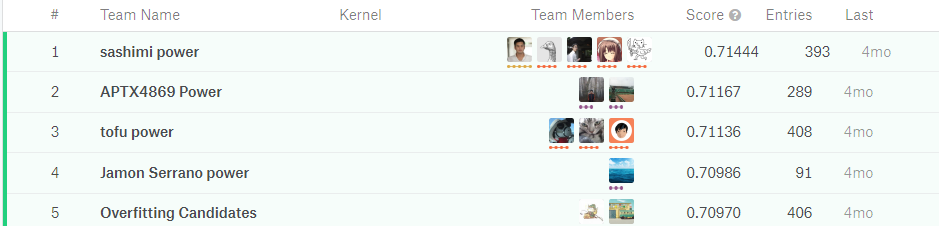 # Team Name Kernel Team Members Score ? Entries Last
1 sashimi power 0.71444 393 4mo
2 APTX4869 Power 0.71167 289 4mo
3 tofu power 0.71136 408 4mo
4 Jamon Serrano power 0.70986 91 4mo
5 Overfitting Candidates 0.70970 406 4mo